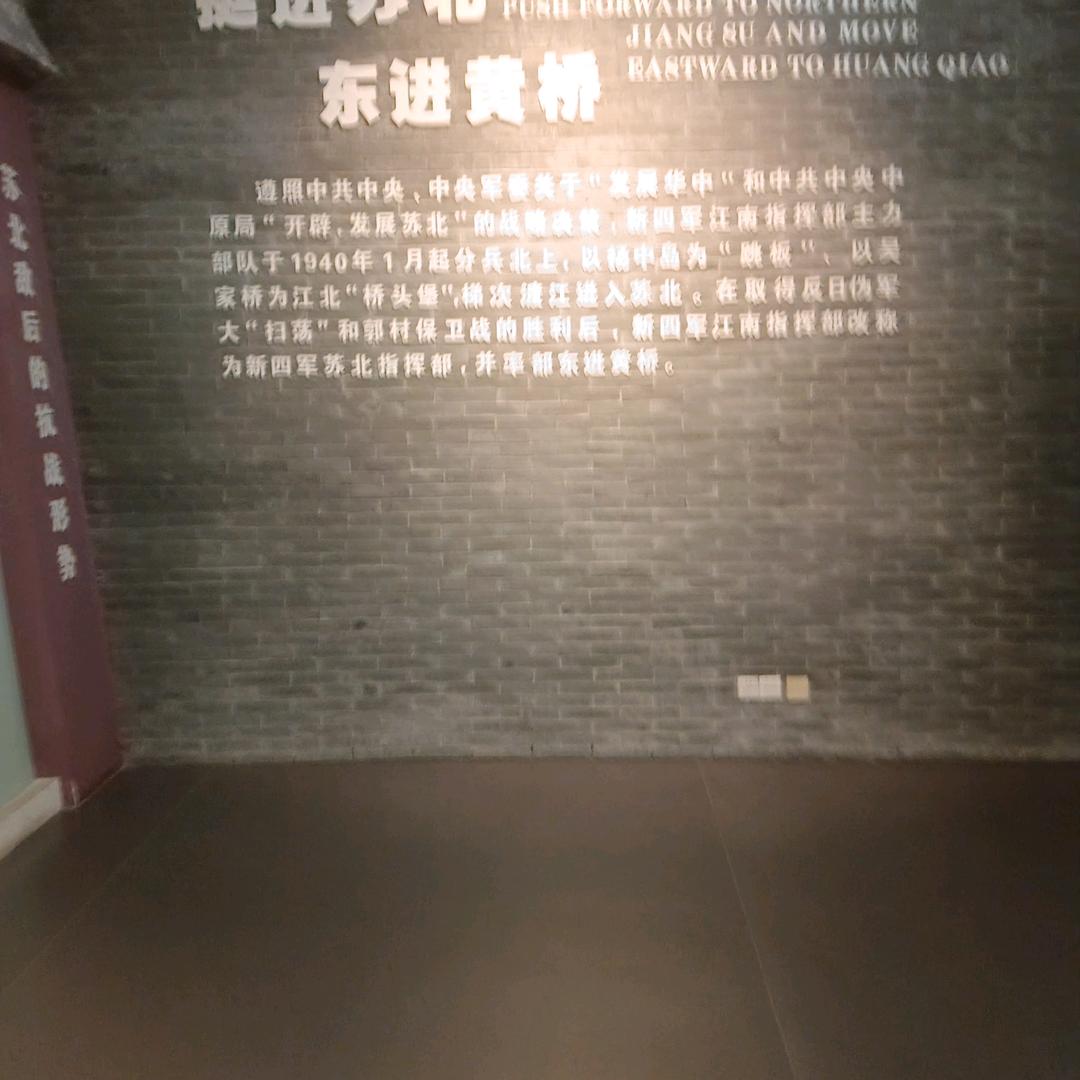 挺进苏北
PUSH FORWARD TO NORTHERN
JIANG SU AND MOVE
EASTWARD TO HUANG QIAO
东进黄桥
遵照中共中央、中央军委关于“发展华中“和中共中央中
原局“开辟,发展苏北“的战略决策,新四军江南指挥部主力
部队于1940年1月起分兵北上,以扬中岛为“跳板“、以吴
家桥为江北“桥头堡“,梯次渡江进入苏北。在取得反日伪军
大“扫荡”和郭村保卫战的胜利后,新四军江南指挥部改称
为新四军苏北指挥部,并率部东进黄桥。
苏北敌后的抗战形势